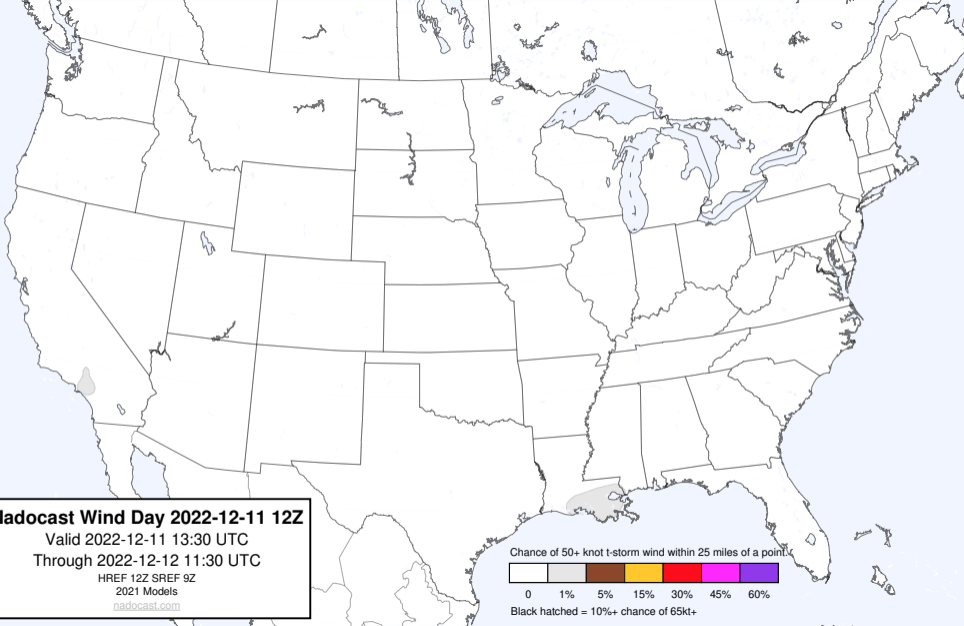 adocast Wind Day 2022-12-11 12Z
Valid 2022-12-11 13:30 UTC
Through 2022-12-12 11:30 UTC
HREF 12Z SREF 9Z
2021 Models
nadocast.com
Chance of 50+ knot t-storm wind within 25 miles of a point.
0 1% 5% 15% 30% 45% 60%
Black hatched = 10%+ chance of 65kt+